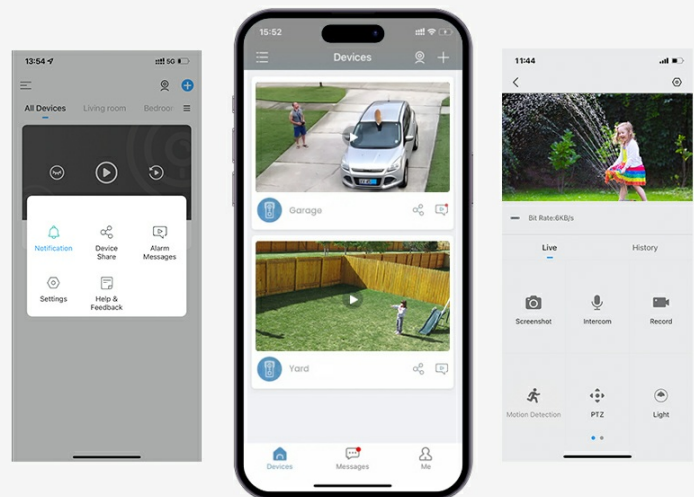 13:54
5G
All Devices
Living room
Bedroor
Notification
Device
Share
Alarm
Messages
Settings
Help &
Feedback
15:52
Devices
Garage
Yard
Devices
Messages
Me
11:44
Bit Rate:6KB/s
Live
History
Screenshot
Intercom
Record
Motion Detection
PTZ
Light